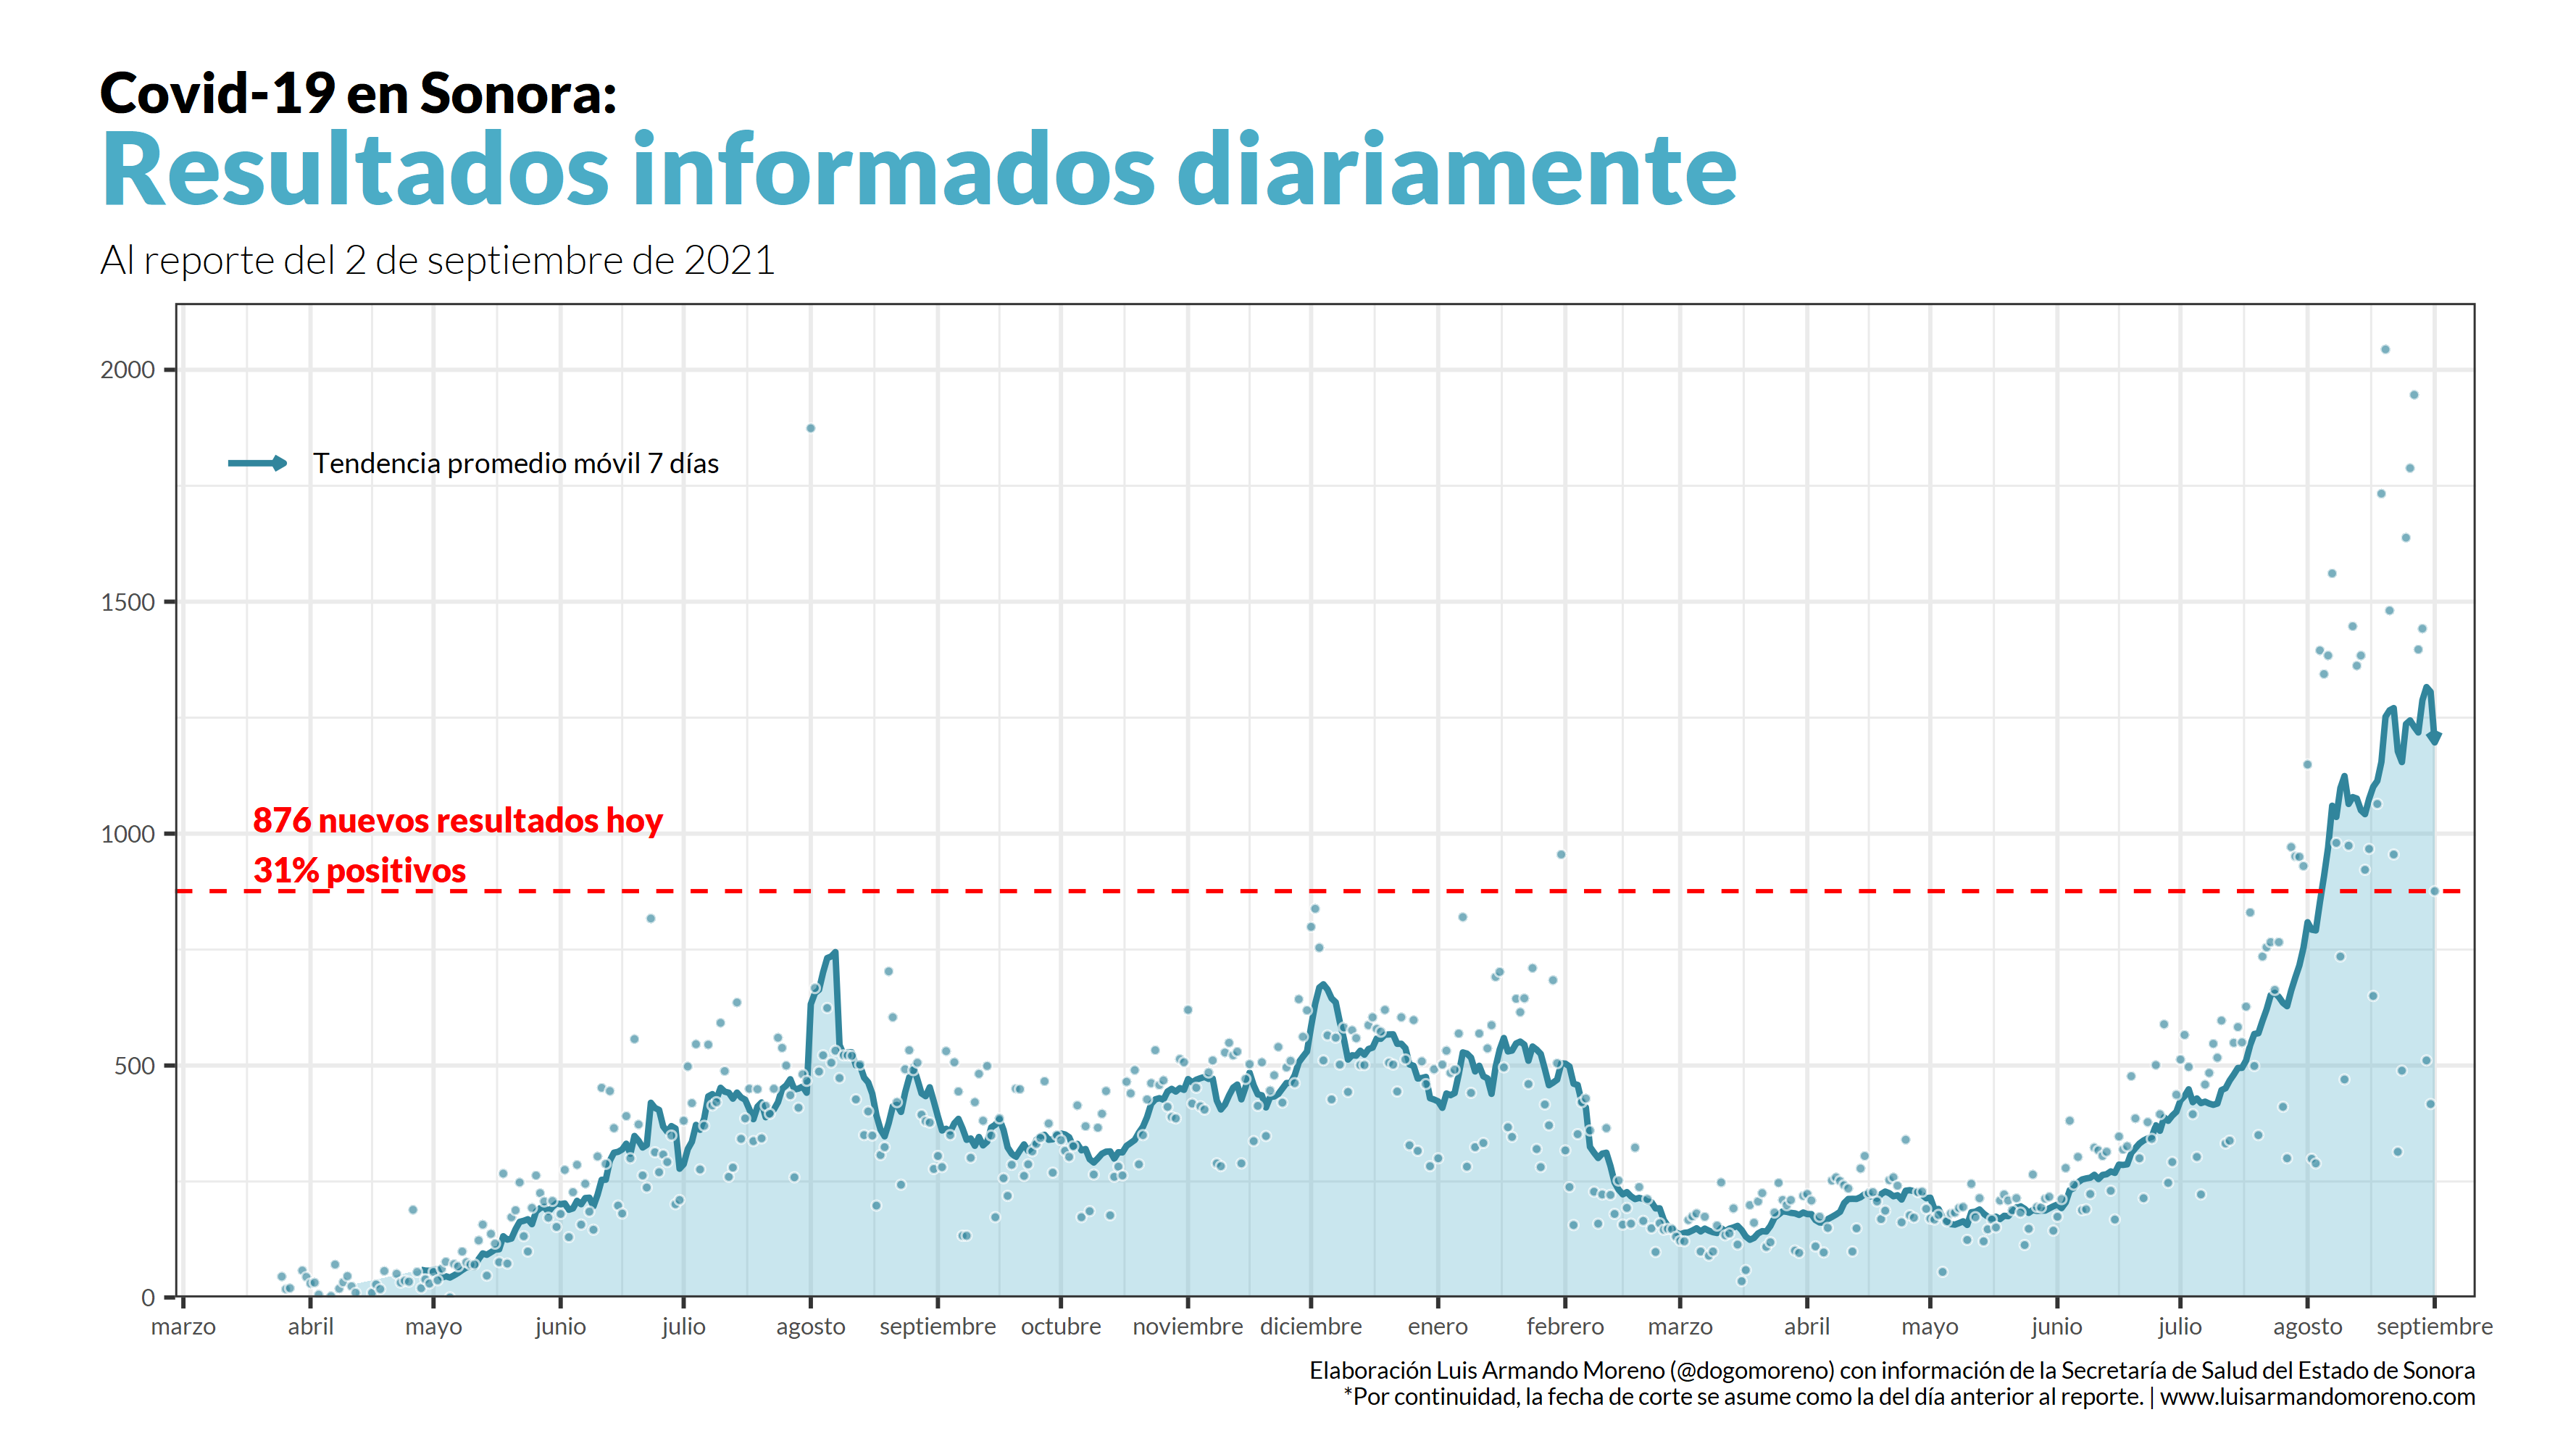 Covid-19 en Sonora:
Resultados informados diariamente
Al reporte del 2 de septiembre de 2021
2000
Tendencia promedio móvil 7 días
1500
876 nuevos resultados hoy
1000
31% positivos
500
0
marzo abril mayo junio julio agosto septiembre octubre noviembre diciembre enero febrero marzo abril mayo junio julio agosto septiembre
Elaboración Luis Armando Moreno (@dogomoreno) con información de la Secretaría de Salud del Estado de Sonora
*Por continuidad, la fecha de corte se asume como la del día anterior al reporte. | www.luisarmandomoreno.com